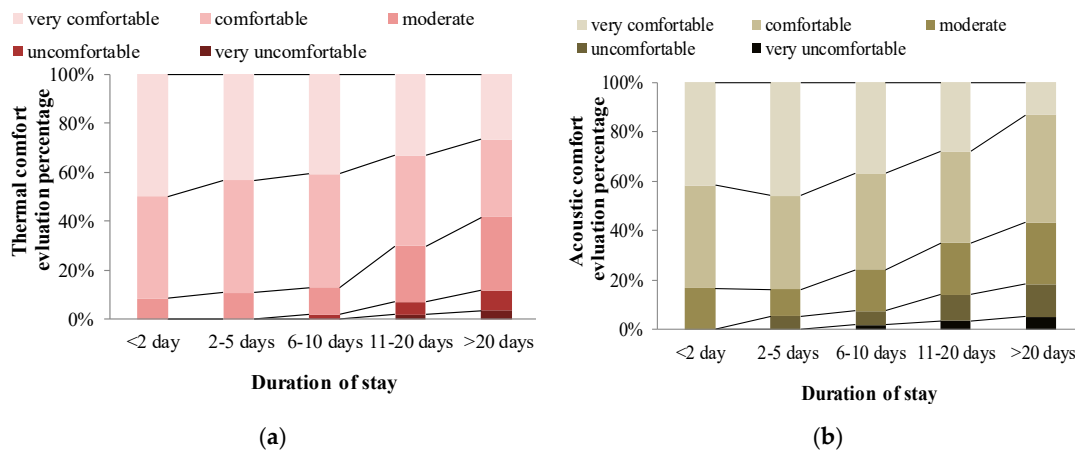 very comfortable comfortable moderate
uncomfortable very uncomfortable
Thermal comfort
evluation percentage
100%
80%
60%
40%
20%
0%
<2 day 2-5 days 6-10 days 11-20 days >20 days
Duration of stay
(a)
very comfortable comfortable moderate
uncomfortable very uncomfortable
Acoustic comfort
evluation percentage
100%
80%
60%
40%
20%
0%
<2 day 2-5 days 6-10 days 11-20 days >20 days
Duration of stay
(b)